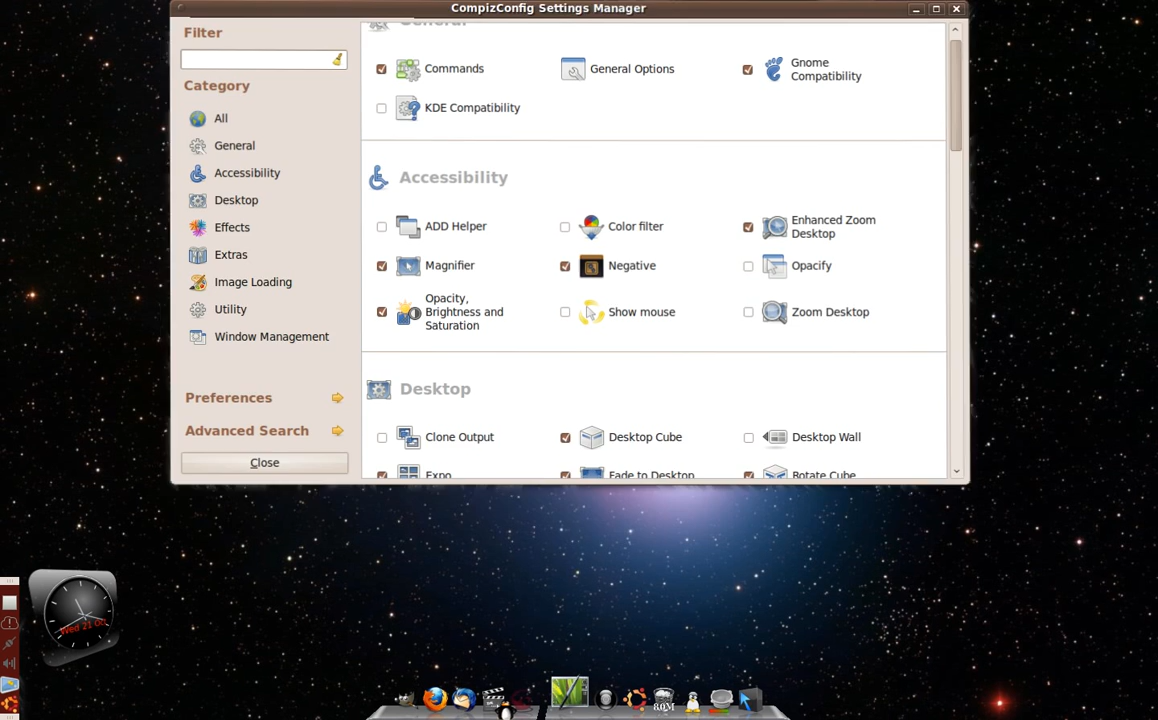 CompizConfig Settings Manager
Filter
Category
All
General
Accessibility
Desktop
Effects
Extras
Image Loading
Utility
Window Management
Preferences
Advanced Search
Close
General
Commands
General Options
Gnome
Compatibility
KDE Compatibility
Accessibility
ADD Helper
Color filter
Enhanced Zoom
Desktop
Magnifier
Negative
Opacify
Opacity,
Brightness and
Saturation
Show mouse
Zoom Desktop
Desktop
Clone Output
Desktop Cube
Desktop Wall
Expo
Fade to Desktop
Rotate Cube
Wed 21